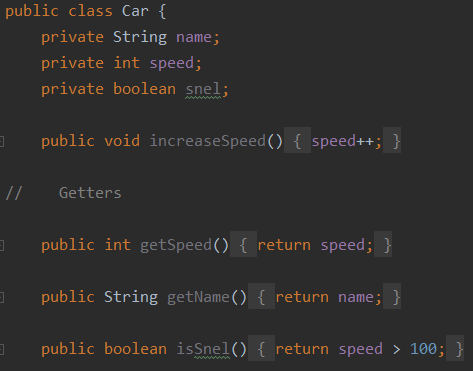 public class Car {
private String name;
private int speed;
private boolean snel;
public void increaseSpeed() { speed++; }
// Getters
public int getSpeed() { return speed; }
public String getName() { return name; }
public boolean isSnel() { return speed > 100; }